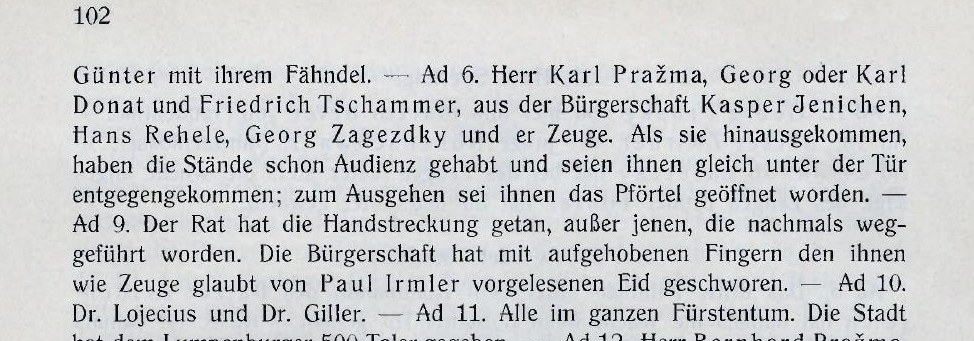 102
Günter mit ihrem Fähndel. — Ad 6. Herr Karl Pražma, Georg oder Karl
Donat und Friedrich Tschammer, aus der Bürgerschaft Kasper Jenichen,
Hans Rehele, Georg Zagezdky und er Zeuge. Als sie hinausgekommen,
haben die Stände schon Audienz gehabt und seien ihnen gleich unter der Tür
entgegengekommen; zum Ausgehen sei ihnen das Pförtel geöffnet worden. —
Ad 9. Der Rat hat die Handstreckung getan, außer jenen, die nachmals weg-
geführt worden. Die Bürgerschaft hat mit aufgehobenen Fingern den ihnen
wie Zeuge glaubt von Paul Irmler vorgelesenen Eid geschworen. — Ad 10.
Dr. Lojecius und Dr. Giller. — Ad 11. Alle im ganzen Fürstentum. Die Stadt